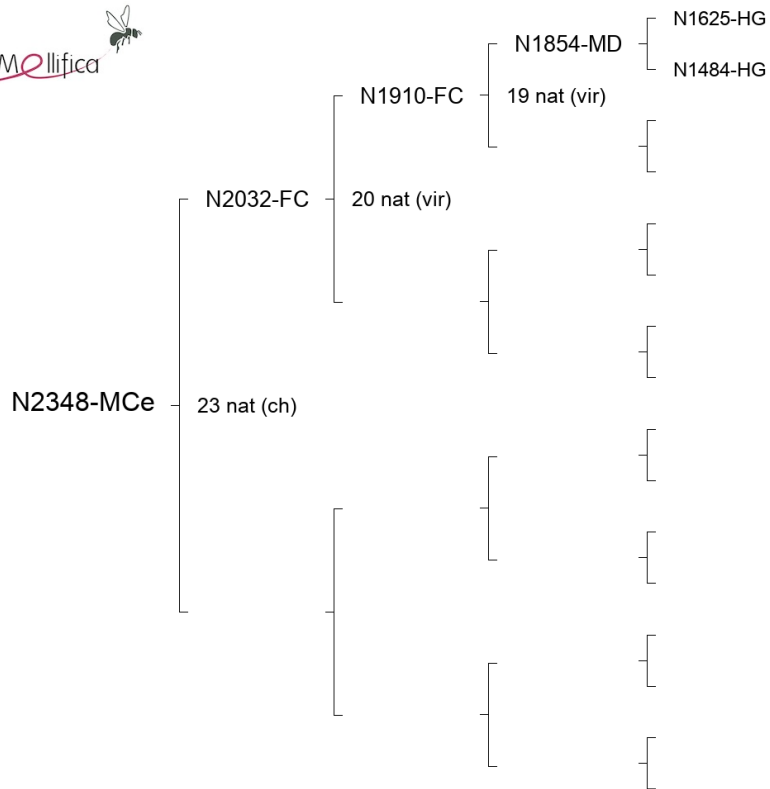 Mellifica
N1625-HG
N1854-MD
N1484-HG
N1910-FC
19 nat (vir)
N2032-FC
20 nat (vir)
N2348-MCe
23 nat (ch)